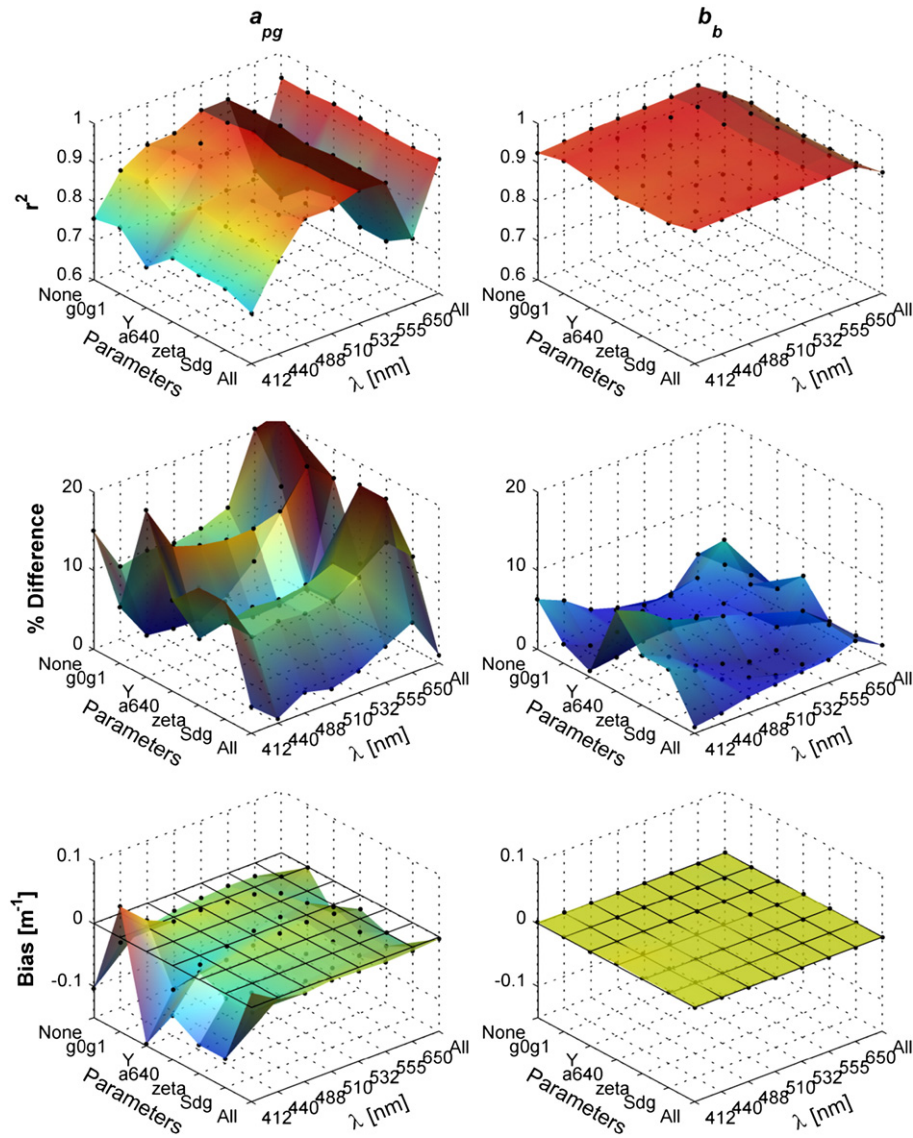 a_pg
b_b
1
0.9
0.8
0.7
0.6
r²
None
g0g1
Y
a640
zeta
Sdg
All
Parameters
412
440
488
510
532
555
650
All
λ [nm]
1
0.9
0.8
0.7
0.6
None
g0g1
Y
a640
zeta
Sdg
All
Parameters
412
440
488
510
532
555
650
All
λ [nm]
20
10
0
% Difference
None
g0g1
Y
a640
zeta
Sdg
All
Parameters
412
440
488
510
532
555
650
All
λ [nm]
20
10
0
None
g0g1
Y
a640
zeta
Sdg
All
Parameters
412
440
488
510
532
555
650
All
λ [nm]
0.1
0
-0.1
Bias [m⁻¹]
None
g0g1
Y
a640
zeta
Sdg
All
Parameters
412
440
488
510
532
555
650
All
λ [nm]
0.1
0
-0.1
None
g0g1
Y
a640
zeta
Sdg
All
Parameters
412
440
488
510
532
555
650
All
λ [nm]